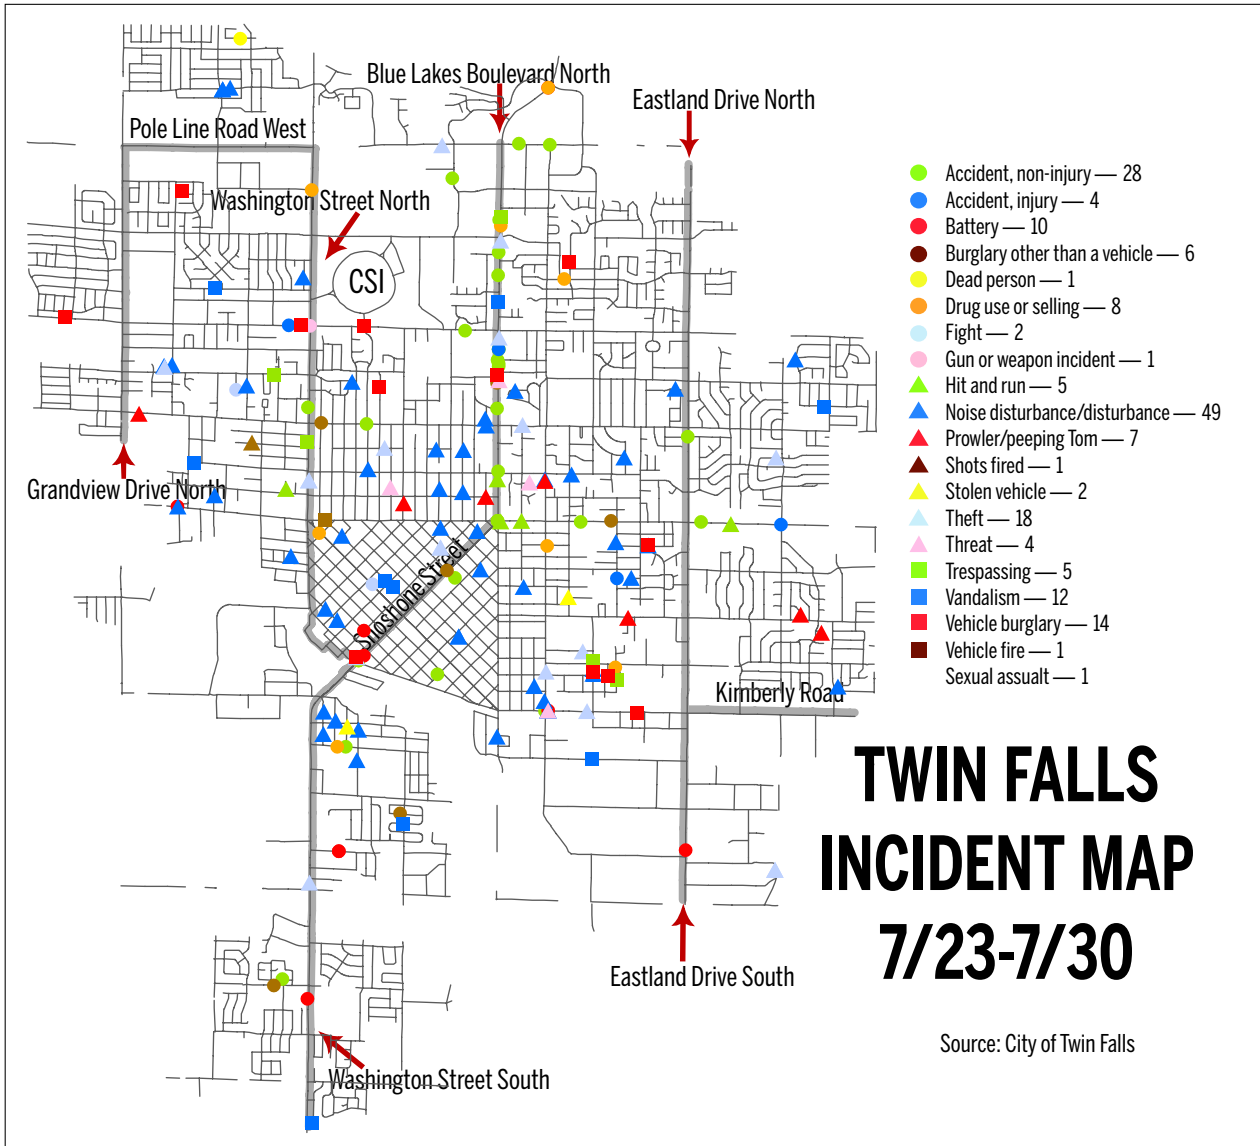 Blue Lakes Boulevard North
Eastland Drive North
Pole Line Road West
Washington Street North
CSI
Grandview Drive North
Shoshone Street
Kimberly Road
Eastland Drive South
Washington Street South
Accident, non-injury — 28
Accident, injury — 4
Battery — 10
Burglary other than a vehicle — 6
Dead person — 1
Drug use or selling — 8
Fight — 2
Gun or weapon incident — 1
Hit and run — 5
Noise disturbance/disturbance — 49
Prowler/peeping Tom — 7
Shots fired — 1
Stolen vehicle — 2
Theft — 18
Threat — 4
Trespassing — 5
Vandalism — 12
Vehicle burglary — 14
Vehicle fire — 1
Sexual assualt — 1
TWIN FALLS
INCIDENT MAP
7/23-7/30
Source: City of Twin Falls